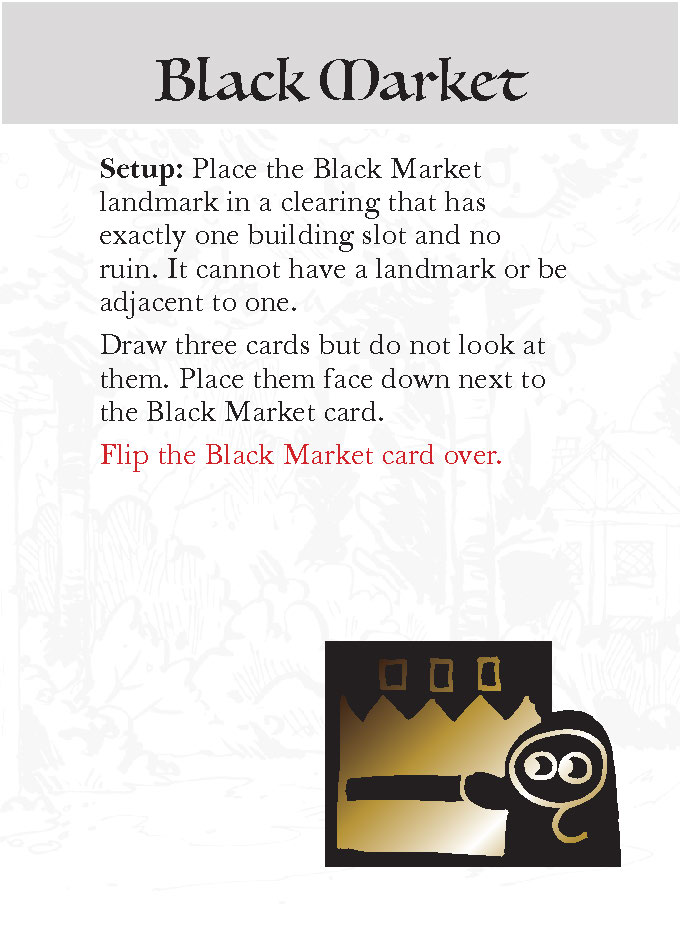 Black Market
Setup: Place the Black Market
landmark in a clearing that has
exactly one building slot and no
ruin. It cannot have a landmark or be
adjacent to one.
Draw three cards but do not look at
them. Place them face down next to
the Black Market card.
Flip the Black Market card over.